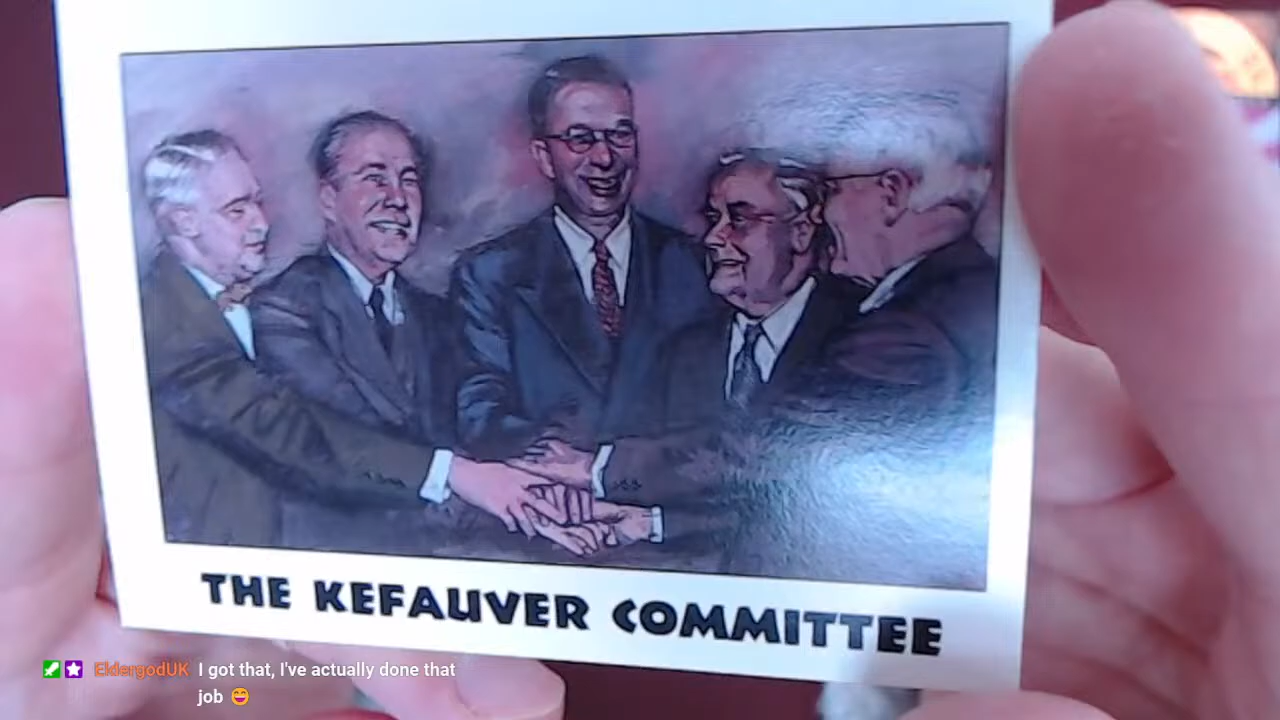 THE KEFAUVER COMMITTEE
EldergodUK I got that, I've actually done that
job 😄